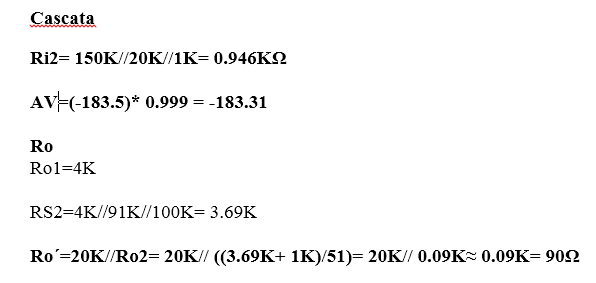 Cascata
Ri2= 150K//20K//1K= 0.946KΩ
AV=(-183.5)* 0.999 = -183.31
Ro
Ro1=4K
RS2=4K//91K//100K= 3.69K
Ro´=20K//Ro2= 20K// ((3.69K+ 1K)/51)= 20K// 0.09K≈ 0.09K= 90Ω